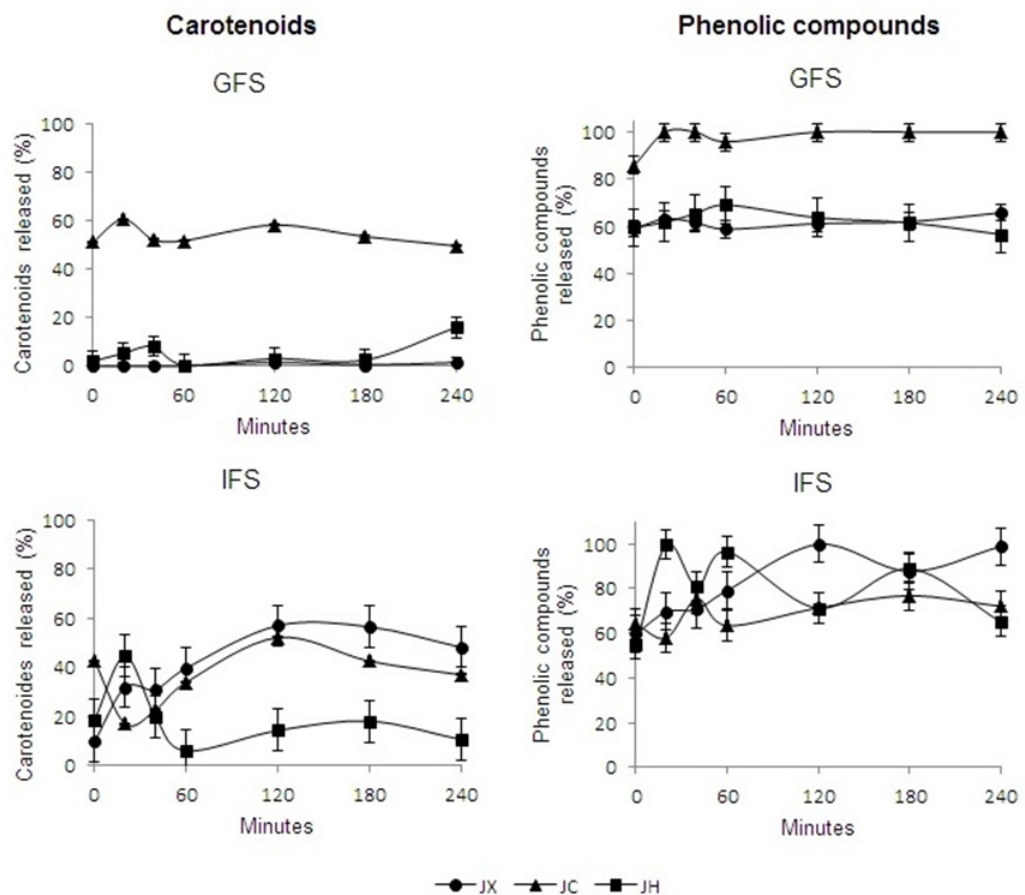 Carotenoids
Phenolic compounds
GFS
Carotenoids released (%)
100
80
60
40
20
0
0 60 120 180 240
Minutes
GFS
Phenolic compounds
released (%)
100
80
60
40
20
0
0 60 120 180 240
Minutes
IFS
Carotenoides released (%)
100
80
60
40
20
0
0 60 120 180 240
Minutes
IFS
Phenolic compounds
released (%)
100
80
60
40
20
0
0 60 120 180 240
Minutes
JX JC JH